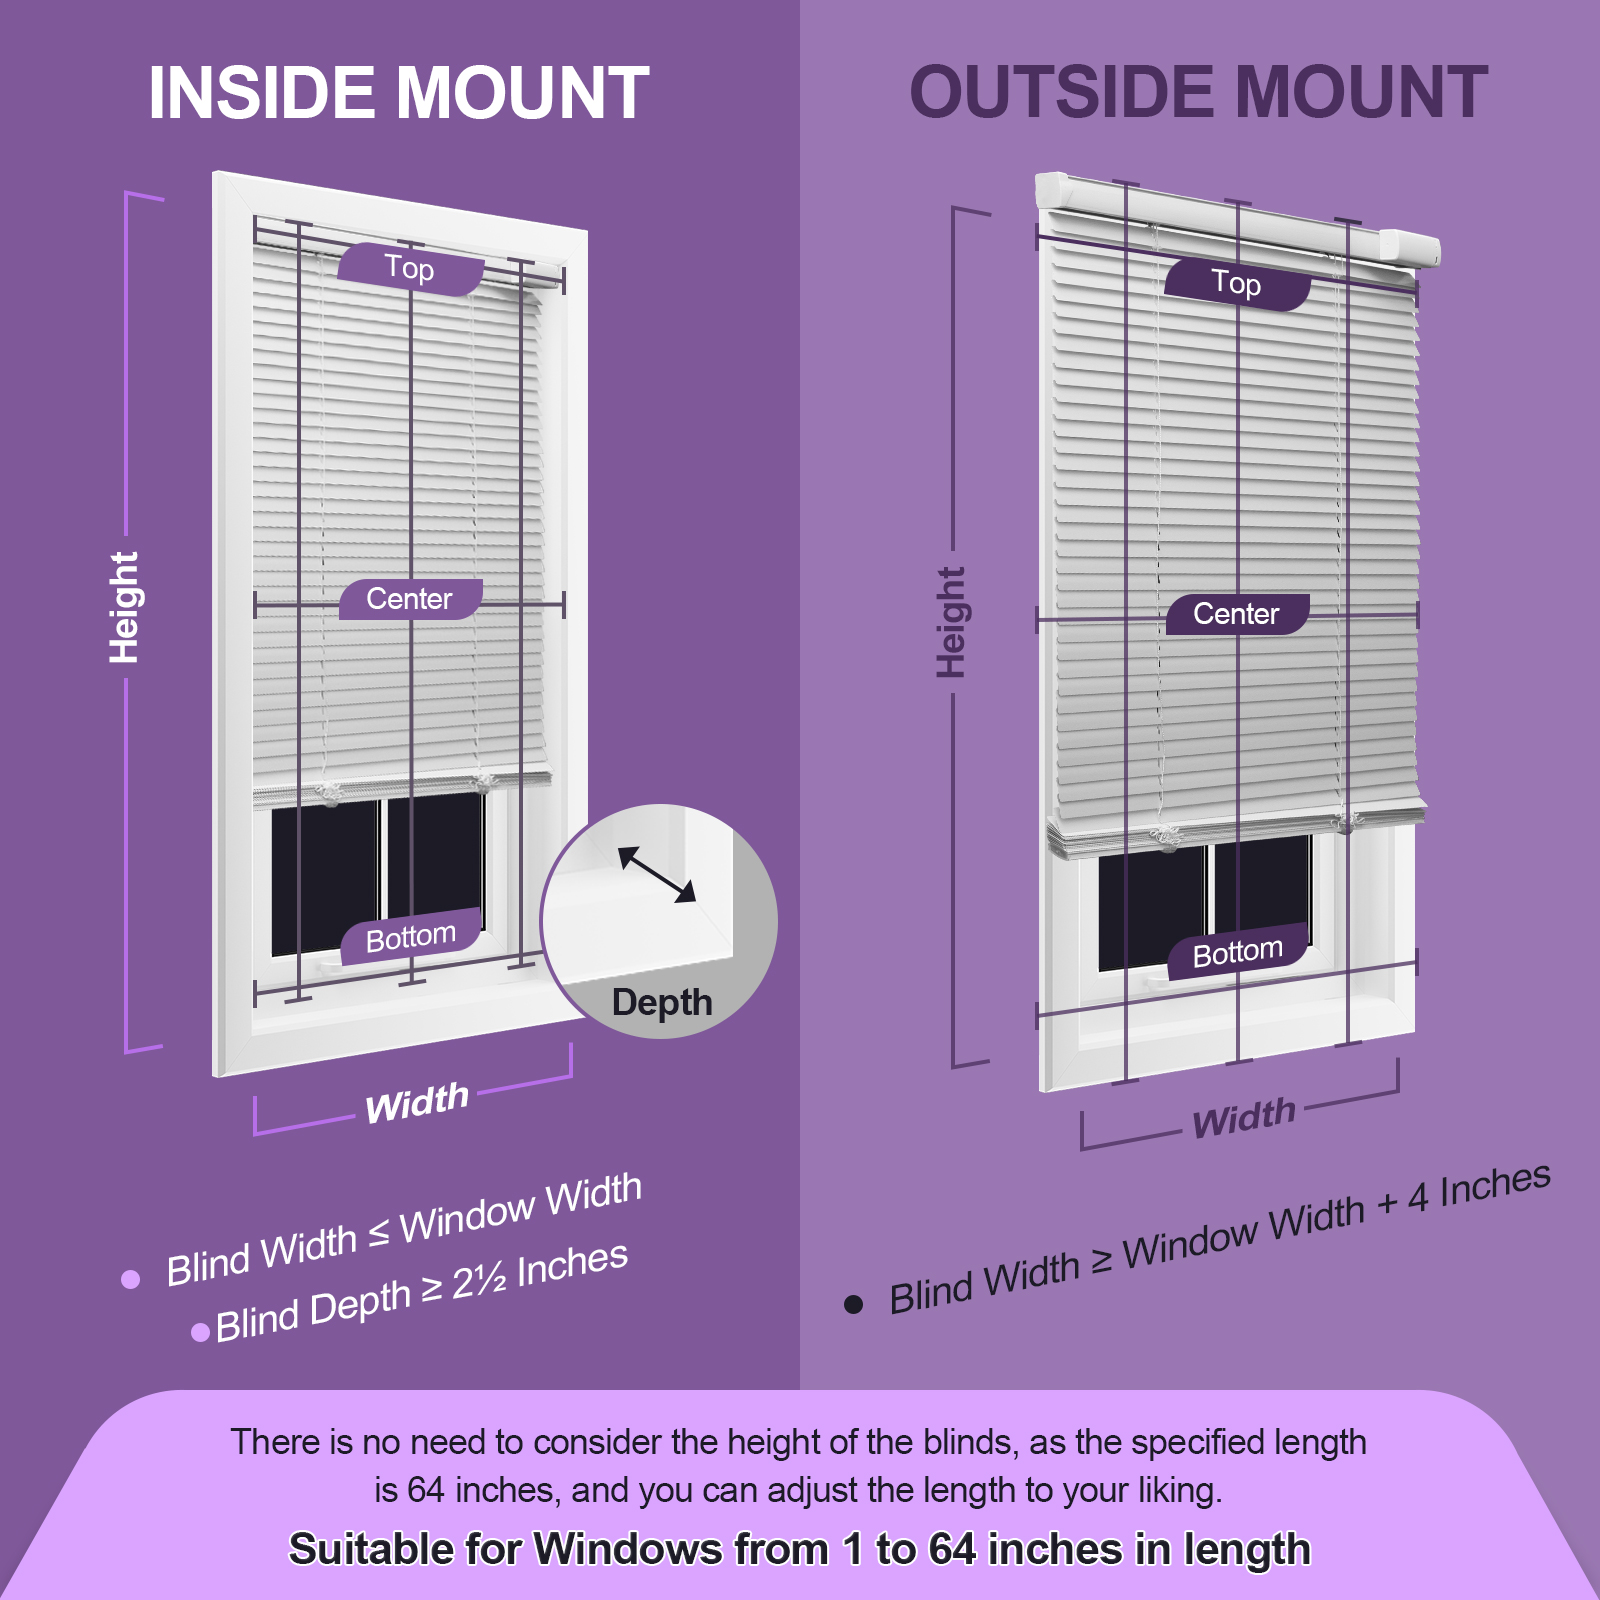 INSIDE MOUNT
Top
Center
Bottom
Height
Depth
Width
Blind Width ≤ Window Width
Blind Depth ≥ 2½ Inches
OUTSIDE MOUNT
Top
Center
Bottom
Height
Width
Blind Width ≥ Window Width + 4 Inches
There is no need to consider the height of the blinds, as the specified length
is 64 inches, and you can adjust the length to your liking.
Suitable for Windows from 1 to 64 inches in length